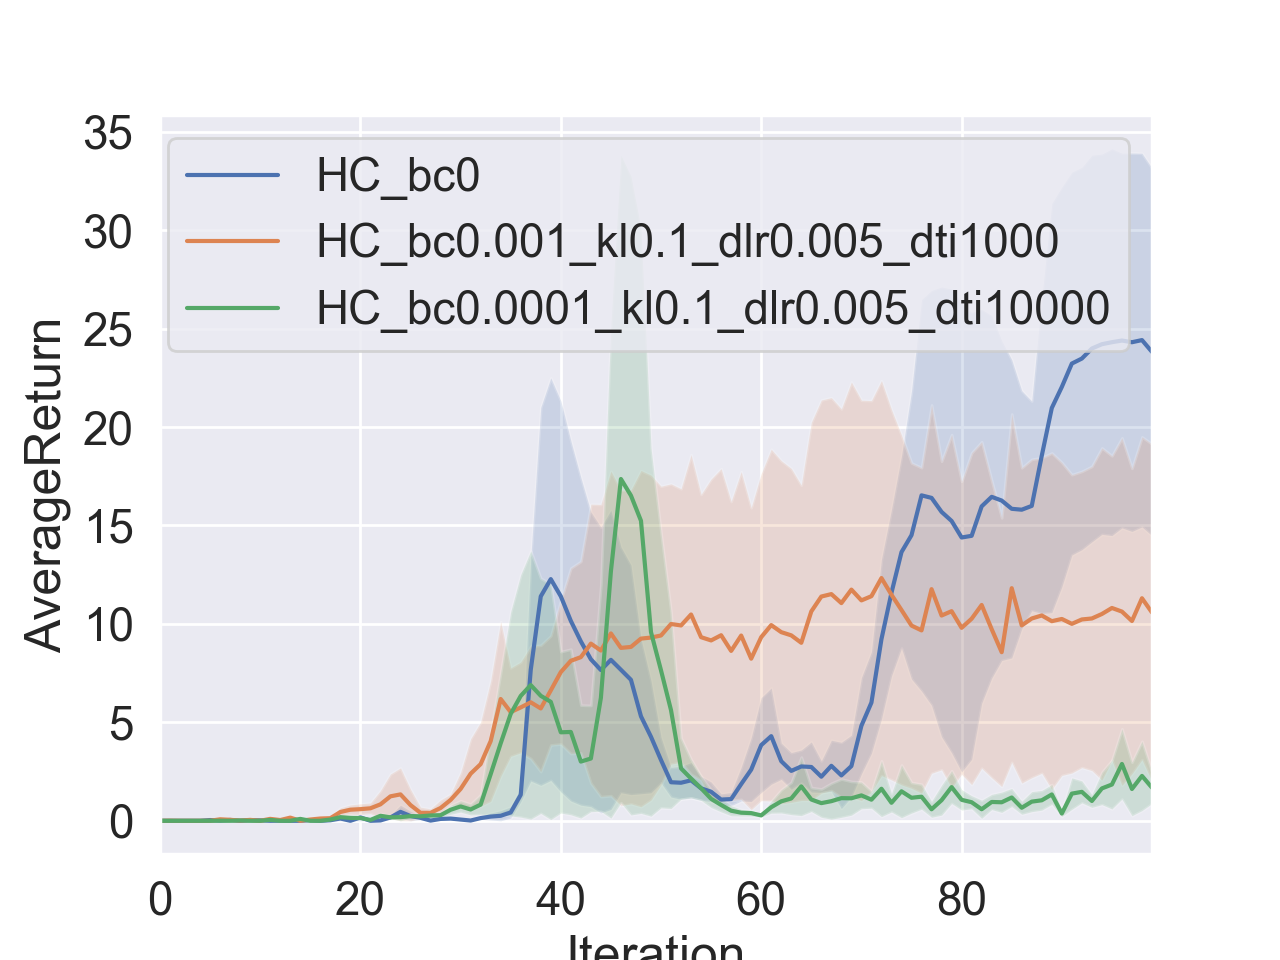 35
30
25
20
15
10
5
0
AverageReturn
HC_bc0
HC_bc0.001_kl0.1_dlr0.005_dti1000
HC_bc0.0001_kl0.1_dlr0.005_dti10000
0 20 40 60 80
Iteration